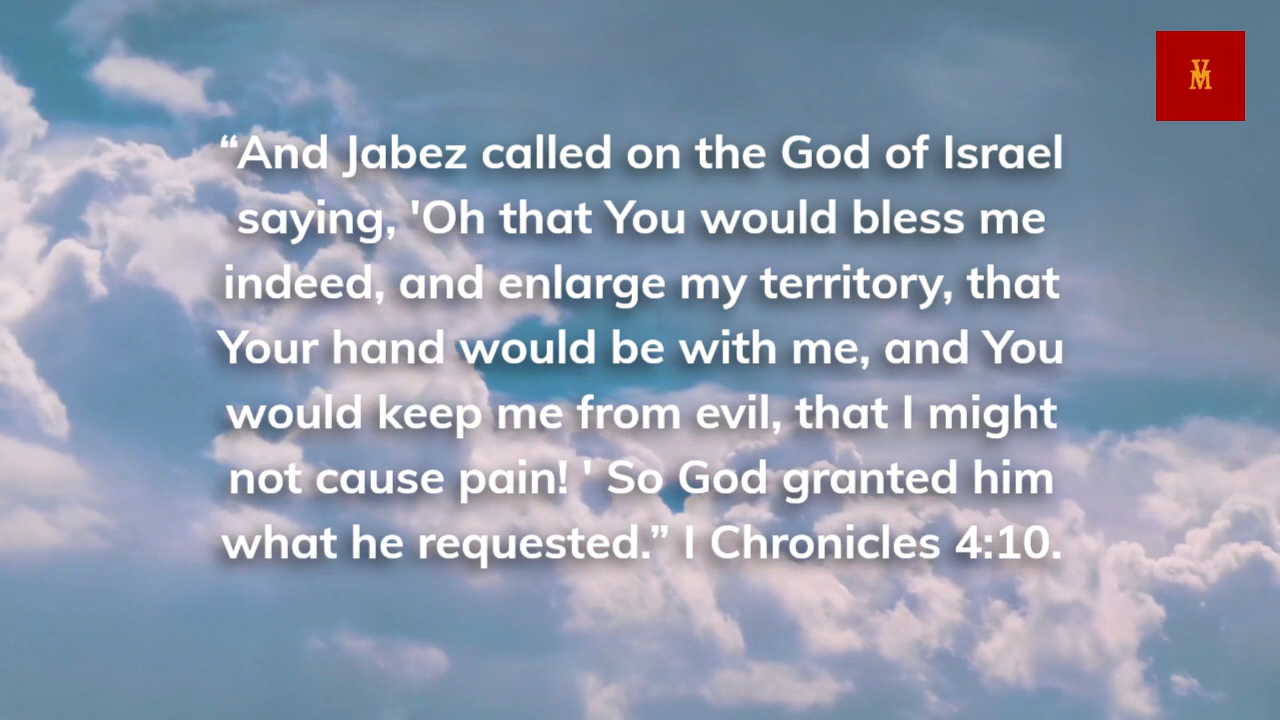 “And Jabez called on the God of Israel
saying, 'Oh that You would bless me
indeed, and enlarge my territory, that
Your hand would be with me, and You
would keep me from evil, that I might
not cause pain! ' So God granted him
what he requested.” I Chronicles 4:10.
VM